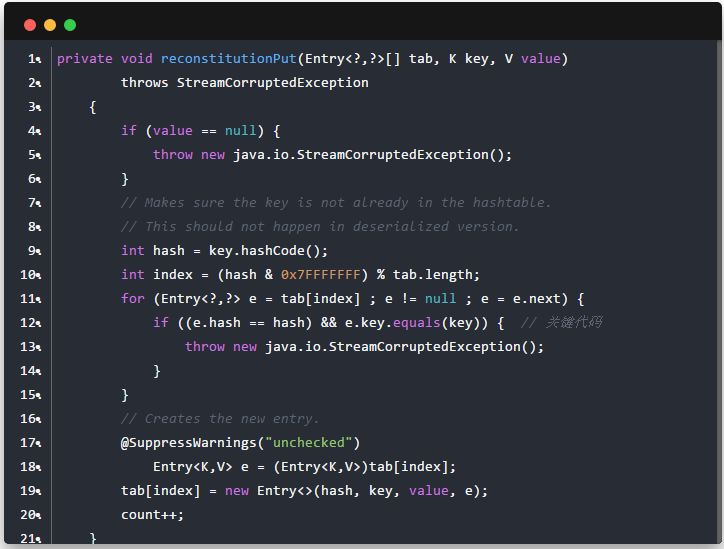 1 private void reconstitutionPut(Entry<?,?>[] tab, K key, V value)
2         throws StreamCorruptedException
3     {
4         if (value == null) {
5             throw new java.io.StreamCorruptedException();
6         }
7         // Makes sure the key is not already in the hashtable.
8         // This should not happen in deserialized version.
9         int hash = key.hashCode();
10         int index = (hash & 0x7FFFFFFF) % tab.length;
11         for (Entry<?,?> e = tab[index] ; e != null ; e = e.next) {
12             if ((e.hash == hash) && e.key.equals(key)) {  // 关键代码
13                 throw new java.io.StreamCorruptedException();
14             }
15         }
16         // Creates the new entry.
17         @SuppressWarnings("unchecked")
18             Entry<K,V> e = (Entry<K,V>)tab[index];
19         tab[index] = new Entry<>(hash, key, value, e);
20         count++;
21     }